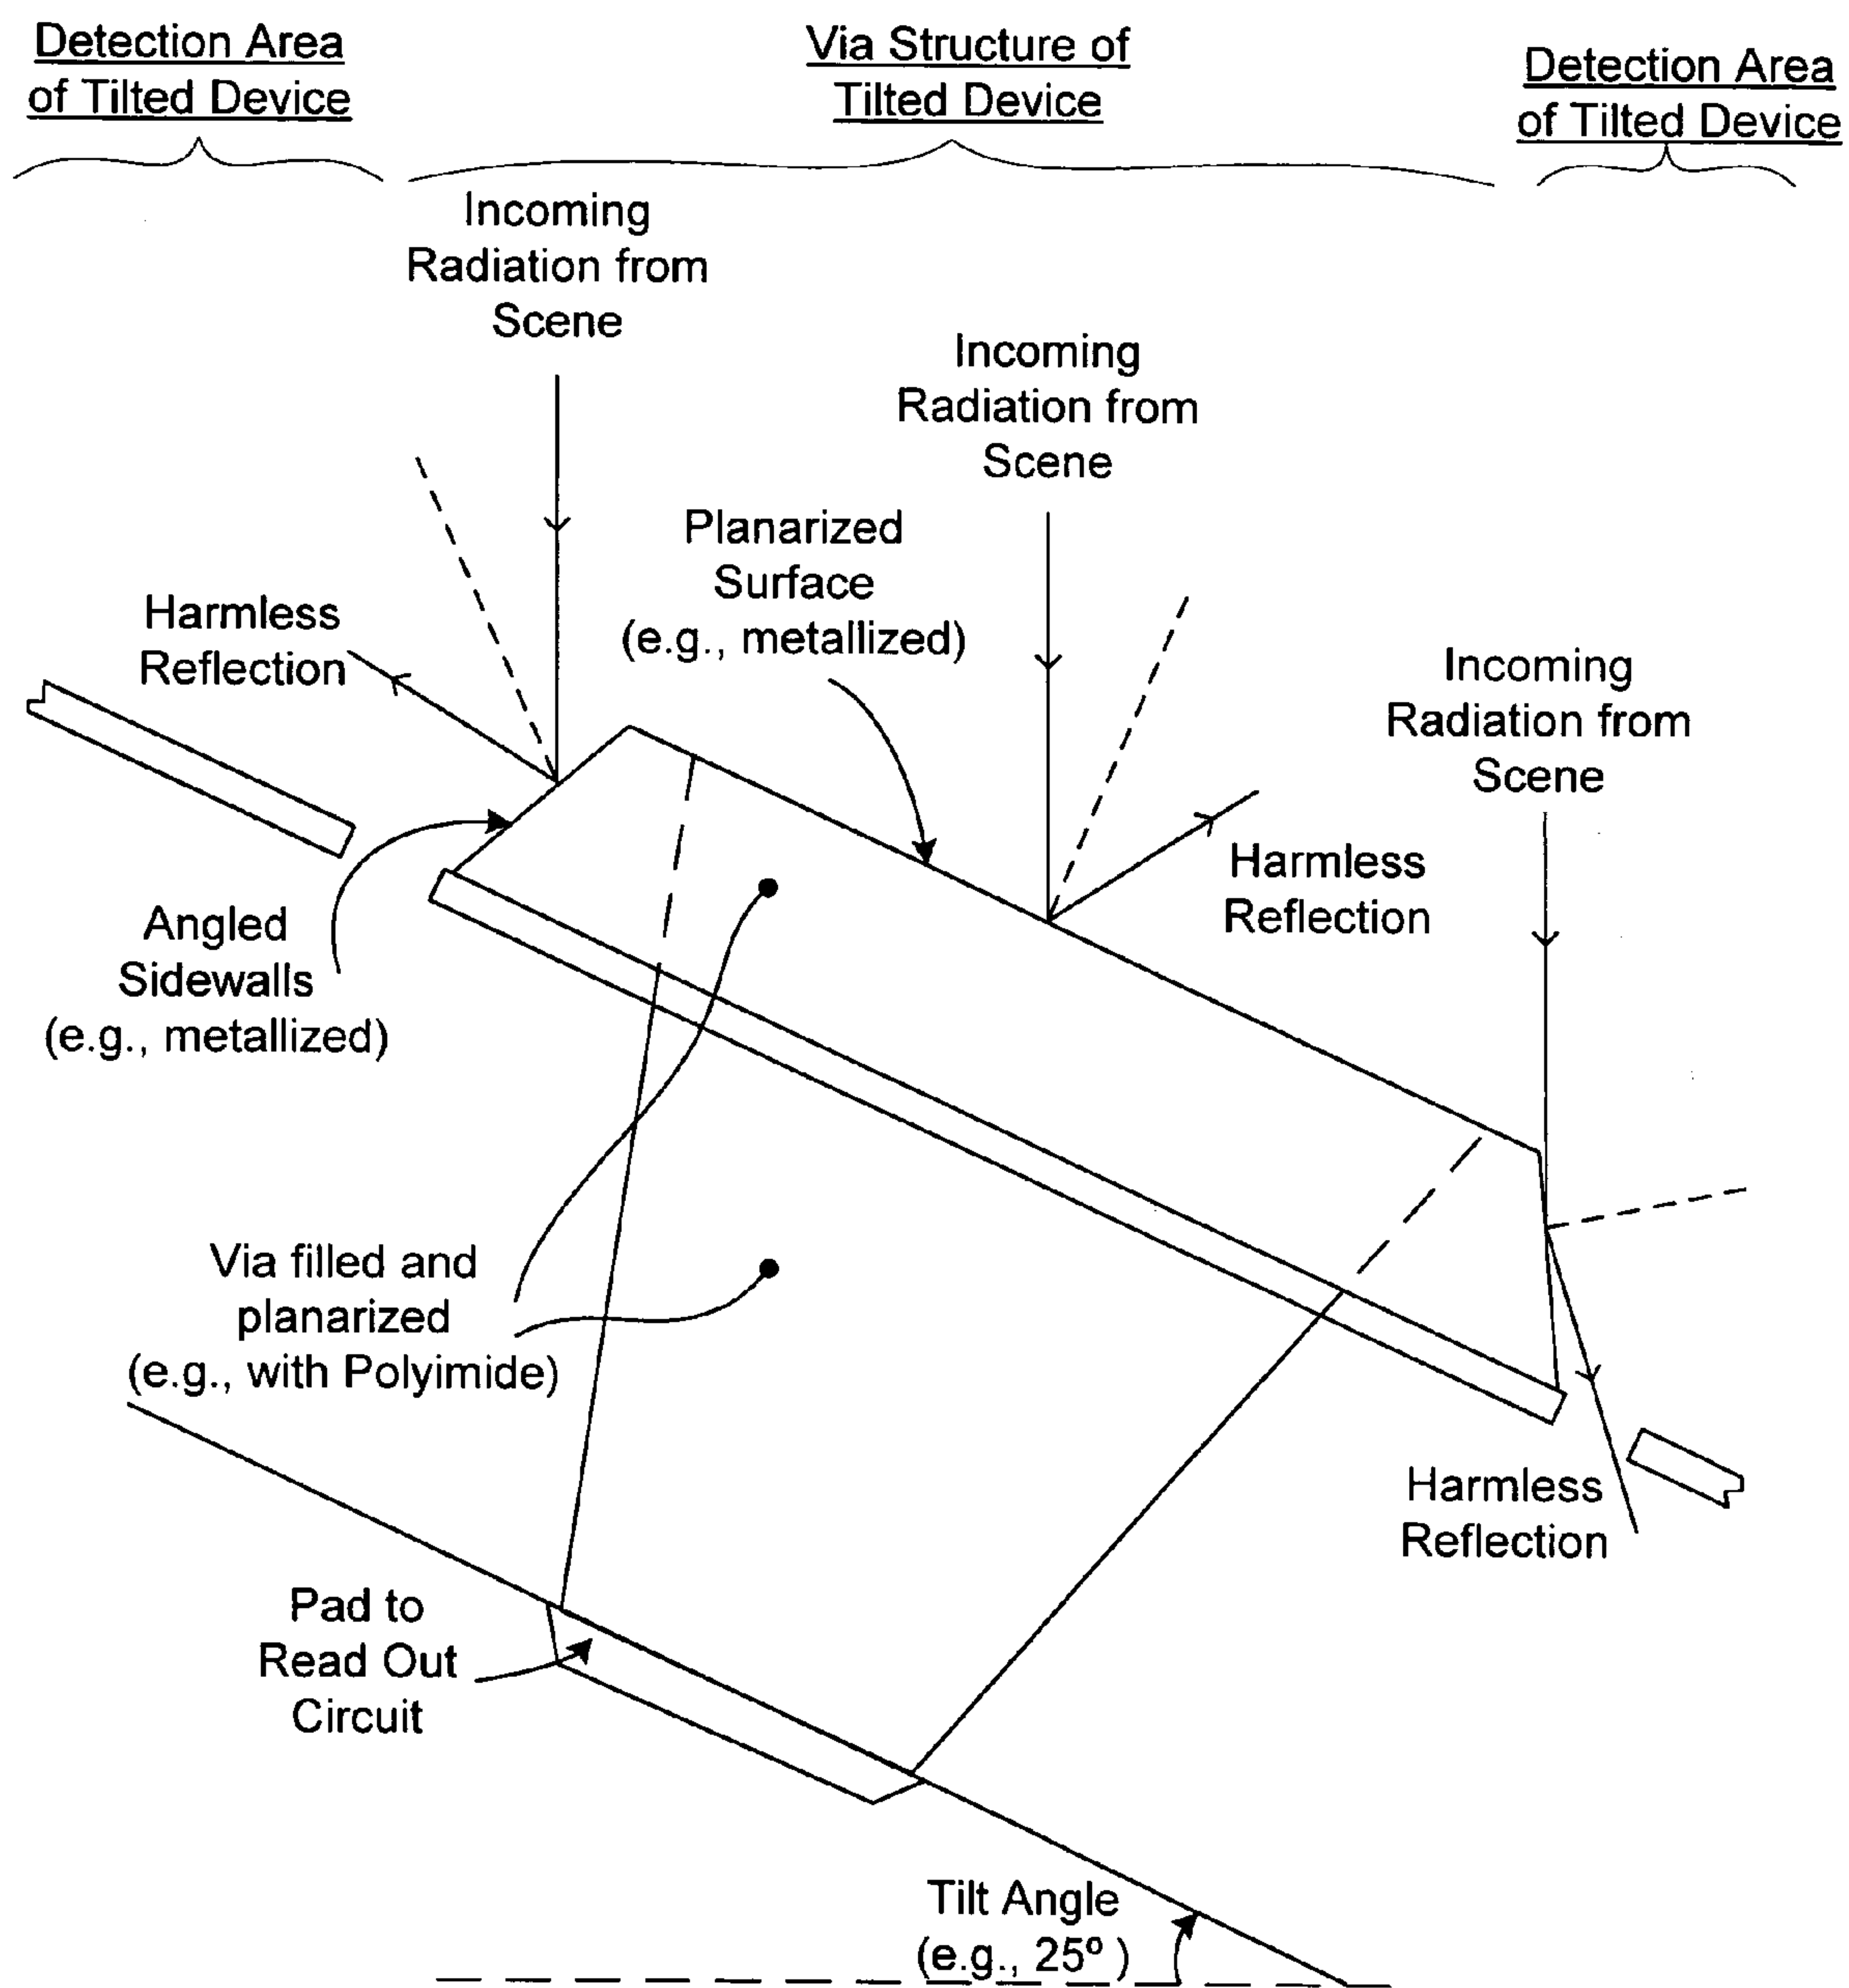 Detection Area
of Tilted Device
Via Structure of
Tilted Device
Detection Area
of Tilted Device
Incoming
Radiation from
Scene
Incoming
Radiation from
Scene
Planarized
Surface
(e.g., metallized)
Harmless
Reflection
Incoming
Radiation from
Scene
Harmless
Reflection
Angled
Sidewalls
(e.g., metallized)
Via filled and
planarized
(e.g., with Polyimide)
Harmless
Reflection
Pad to
Read Out
Circuit
Tilt Angle
(e.g., 25º)